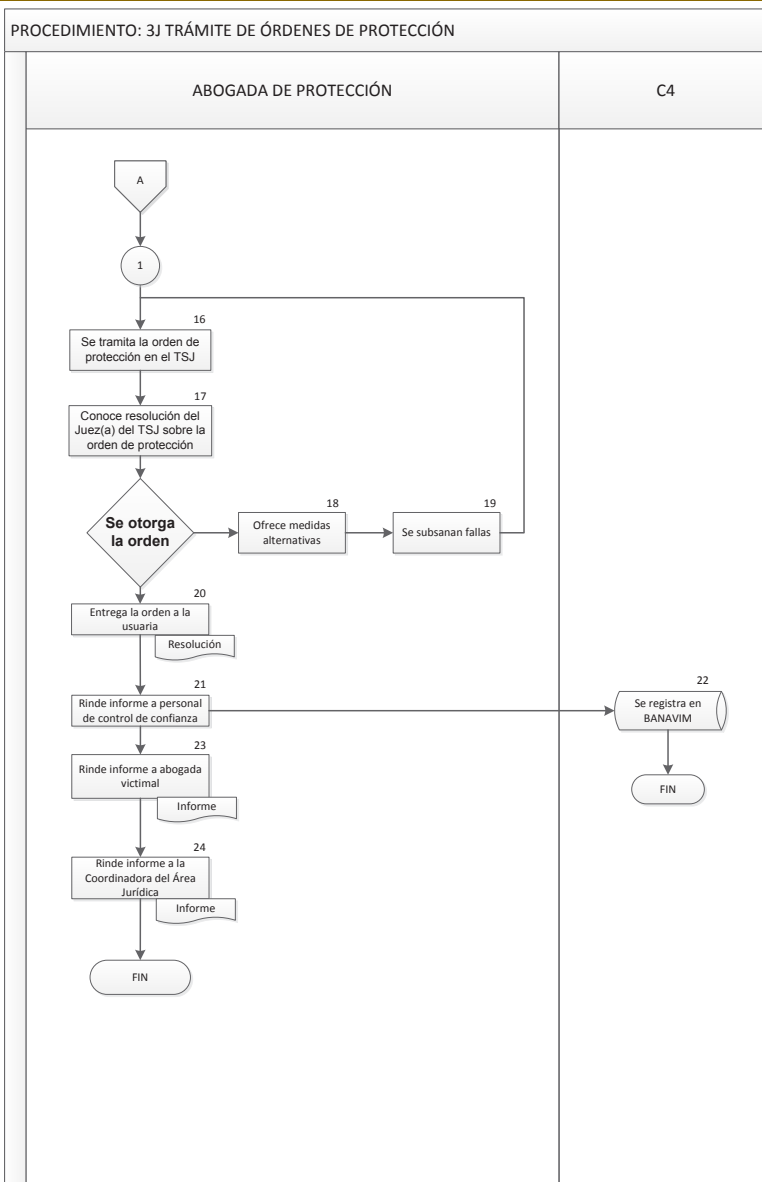 PROCEDIMIENTO: 3J TRÁMITE DE ÓRDENES DE PROTECCIÓN
ABOGADA DE PROTECCIÓN
C4
A
1
16
Se tramita la orden de
protección en el TSJ
17
Conoce resolución del
Juez(a) del TSJ sobre la
orden de protección
Se otorga
la orden
18
Ofrece medidas
alternativas
19
Se subsanan fallas
20
Entrega la orden a la
usuaria
Resolución
21
Rinde informe a personal
de control de confianza
22
Se registra en
BANAVIM
FIN
23
Rinde informe a abogada
victimal
Informe
24
Rinde informe a la
Coordinadora del Área
Jurídica
Informe
FIN